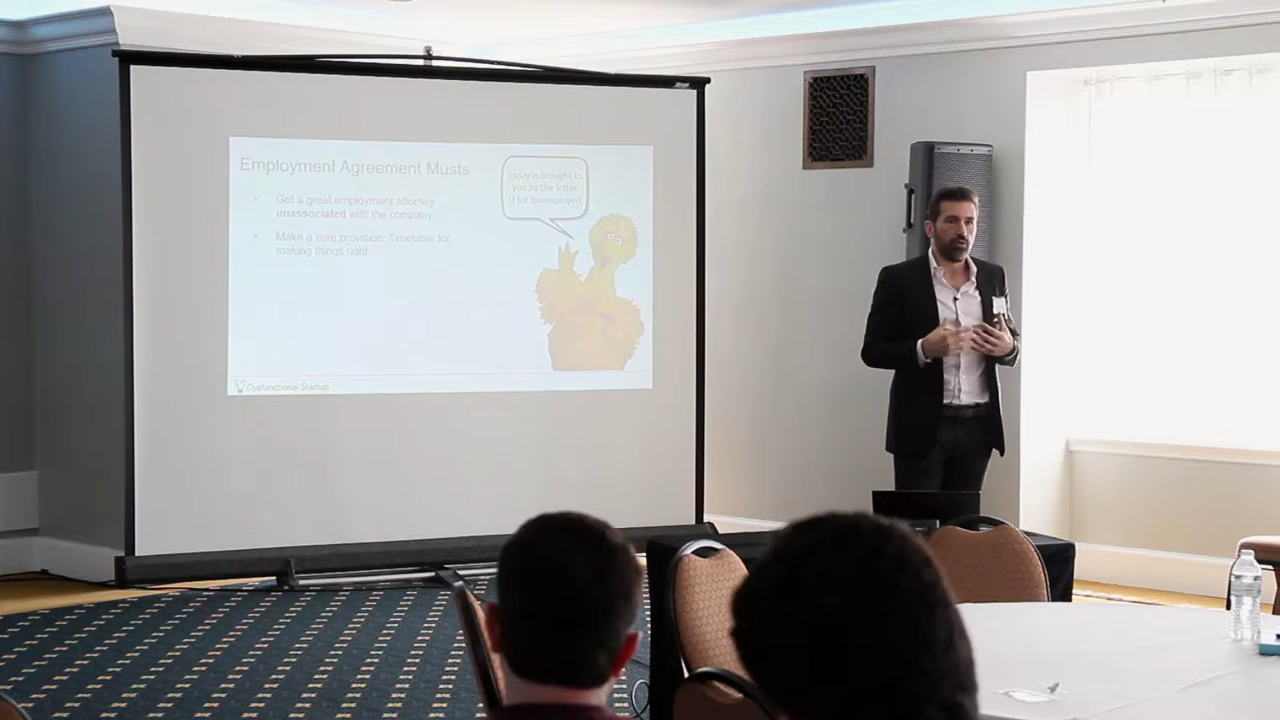 Employment Agreement Musts
Get a great employment attorney
unassociated with the company
Make a cure provision: Timetable for
making things right
Today is brought to
you by the letter
U for unemployed
Dysfunctional Startup